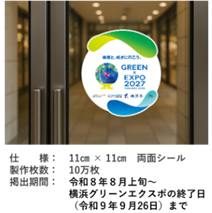 GREEN×
EXPO
2027
仕　　様：　11㎝ × 11㎝　両面シール
製作枚数：　10万枚
掲出期間：　令和８年８月上旬～
横浜グリーンエクスポの終了日
（令和９年９月26日）まで